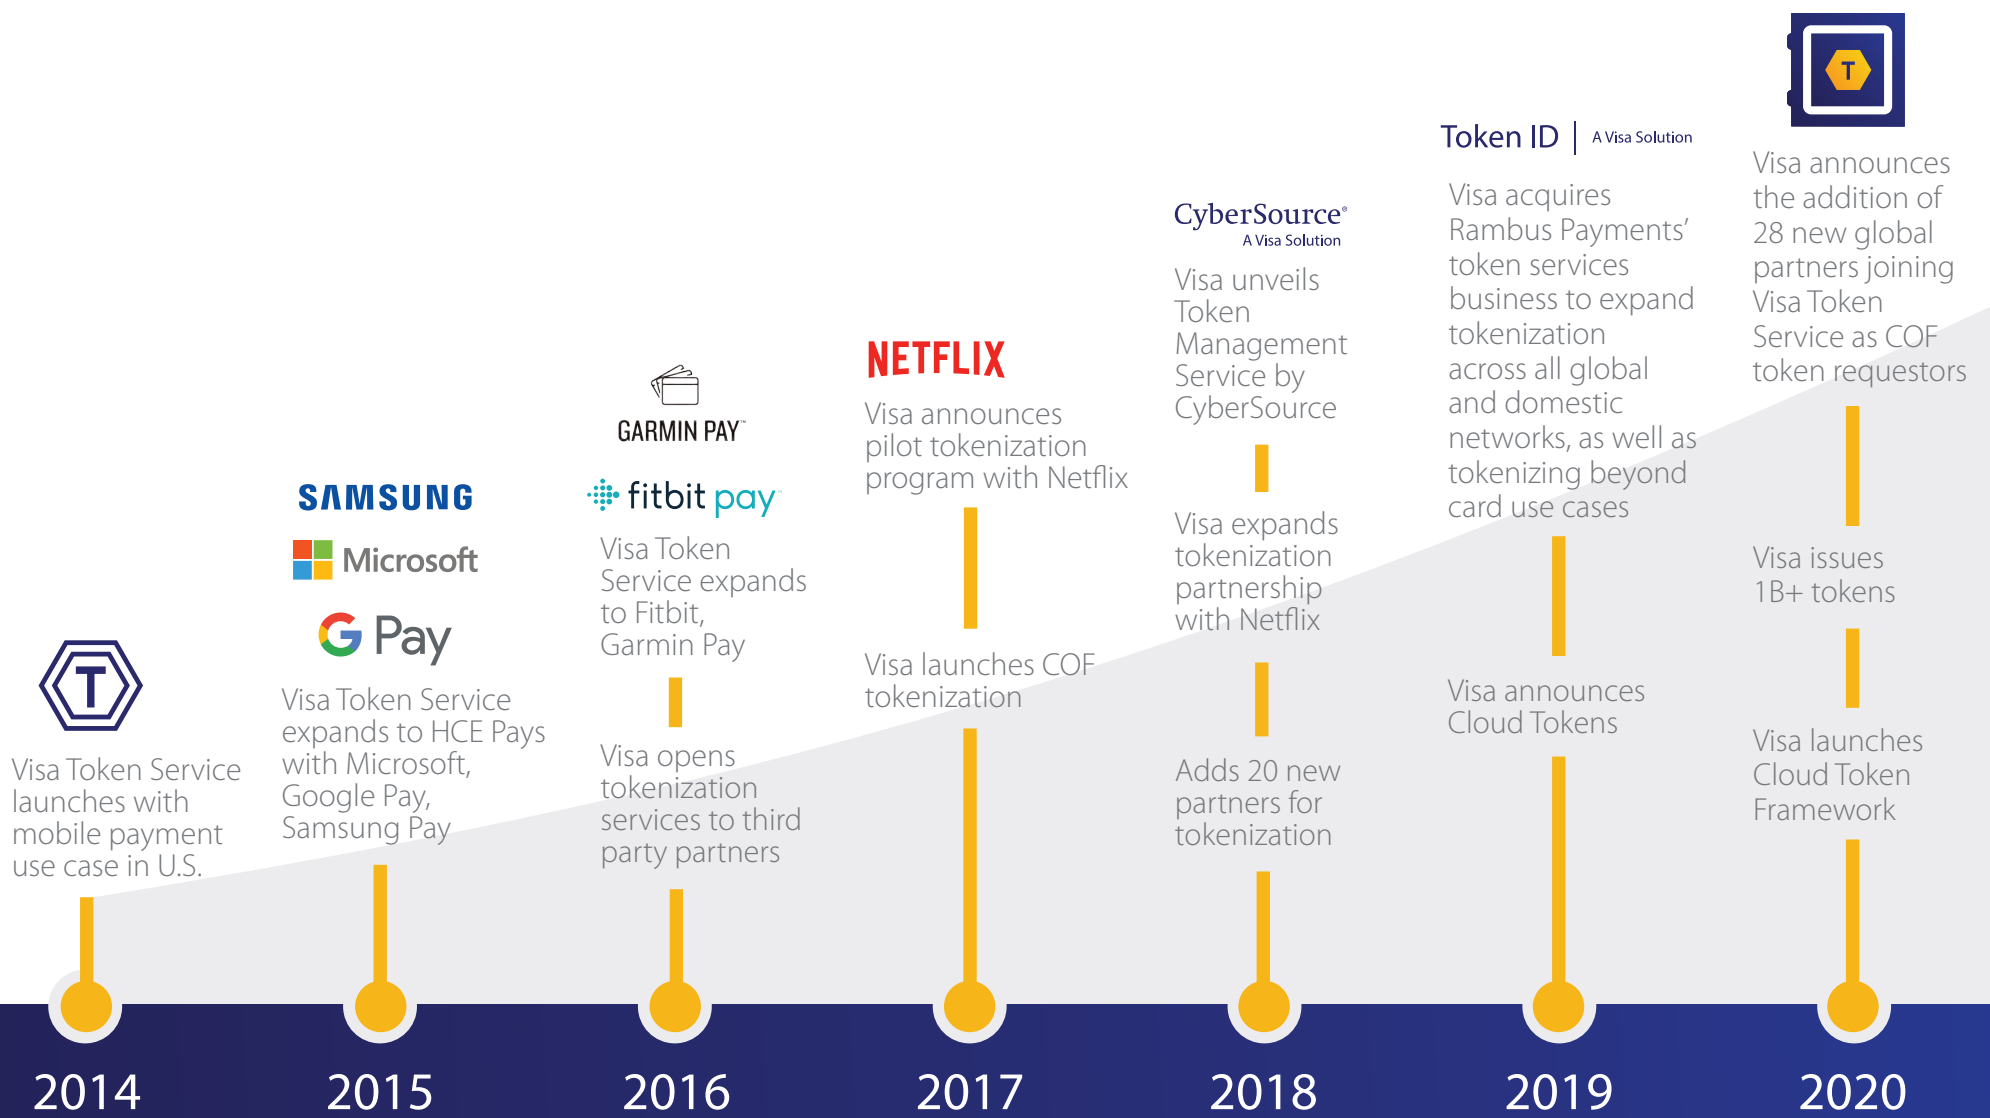 T
Visa Token Service
launches with
mobile payment
use case in U.S.
2014
SAMSUNG
Microsoft
G Pay
Visa Token Service
expands to HCE Pays
with Microsoft,
Google Pay,
Samsung Pay
2015
GARMIN PAY™
fitbit pay
Visa Token
Service expands
to Fitbit,
Garmin Pay
Visa opens
tokenization
services to third
party partners
2016
NETFLIX
Visa announces
pilot tokenization
program with Netflix
Visa launches COF
tokenization
2017
CyberSource®
A Visa Solution
Visa unveils
Token
Management
Service by
CyberSource
Visa expands
tokenization
partnership
with Netflix
Adds 20 new
partners for
tokenization
2018
Token ID | A Visa Solution
Visa acquires
Rambus Payments’
token services
business to expand
tokenization
across all global
and domestic
networks, as well as
tokenizing beyond
card use cases
Visa announces
Cloud Tokens
2019
T
Visa announces
the addition of
28 new global
partners joining
Visa Token
Service as COF
token requestors
Visa issues
1B+ tokens
Visa launches
Cloud Token
Framework
2020